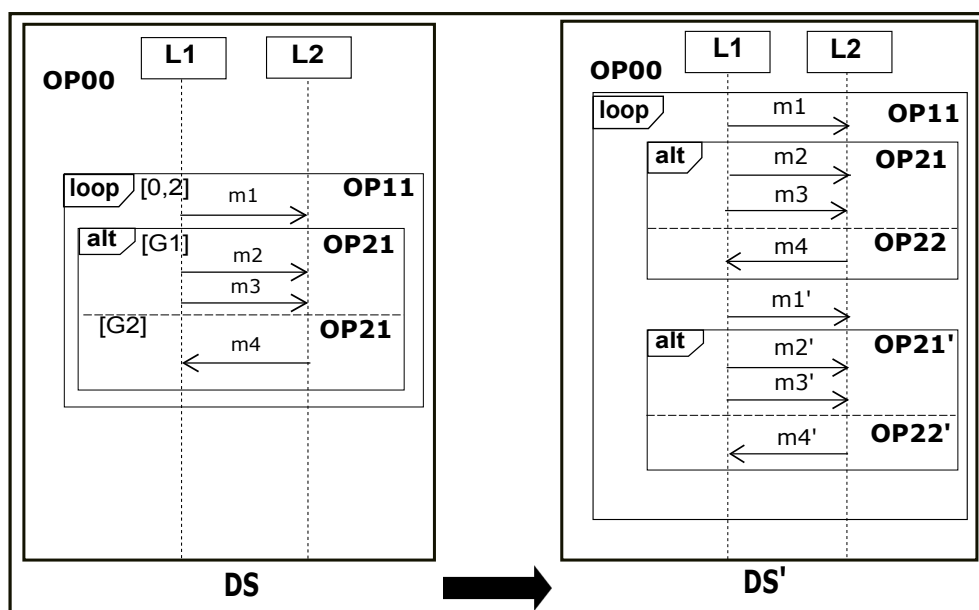 L1 L2
OP00
loop [0,2] OP11
m1
alt [G1] OP21
m2
m3
[G2] OP21
m4
DS
L1 L2
OP00
loop m1 OP11
alt m2 OP21
m3
m4 OP22
m1'
alt m2' OP21'
m3'
m4' OP22'
DS'